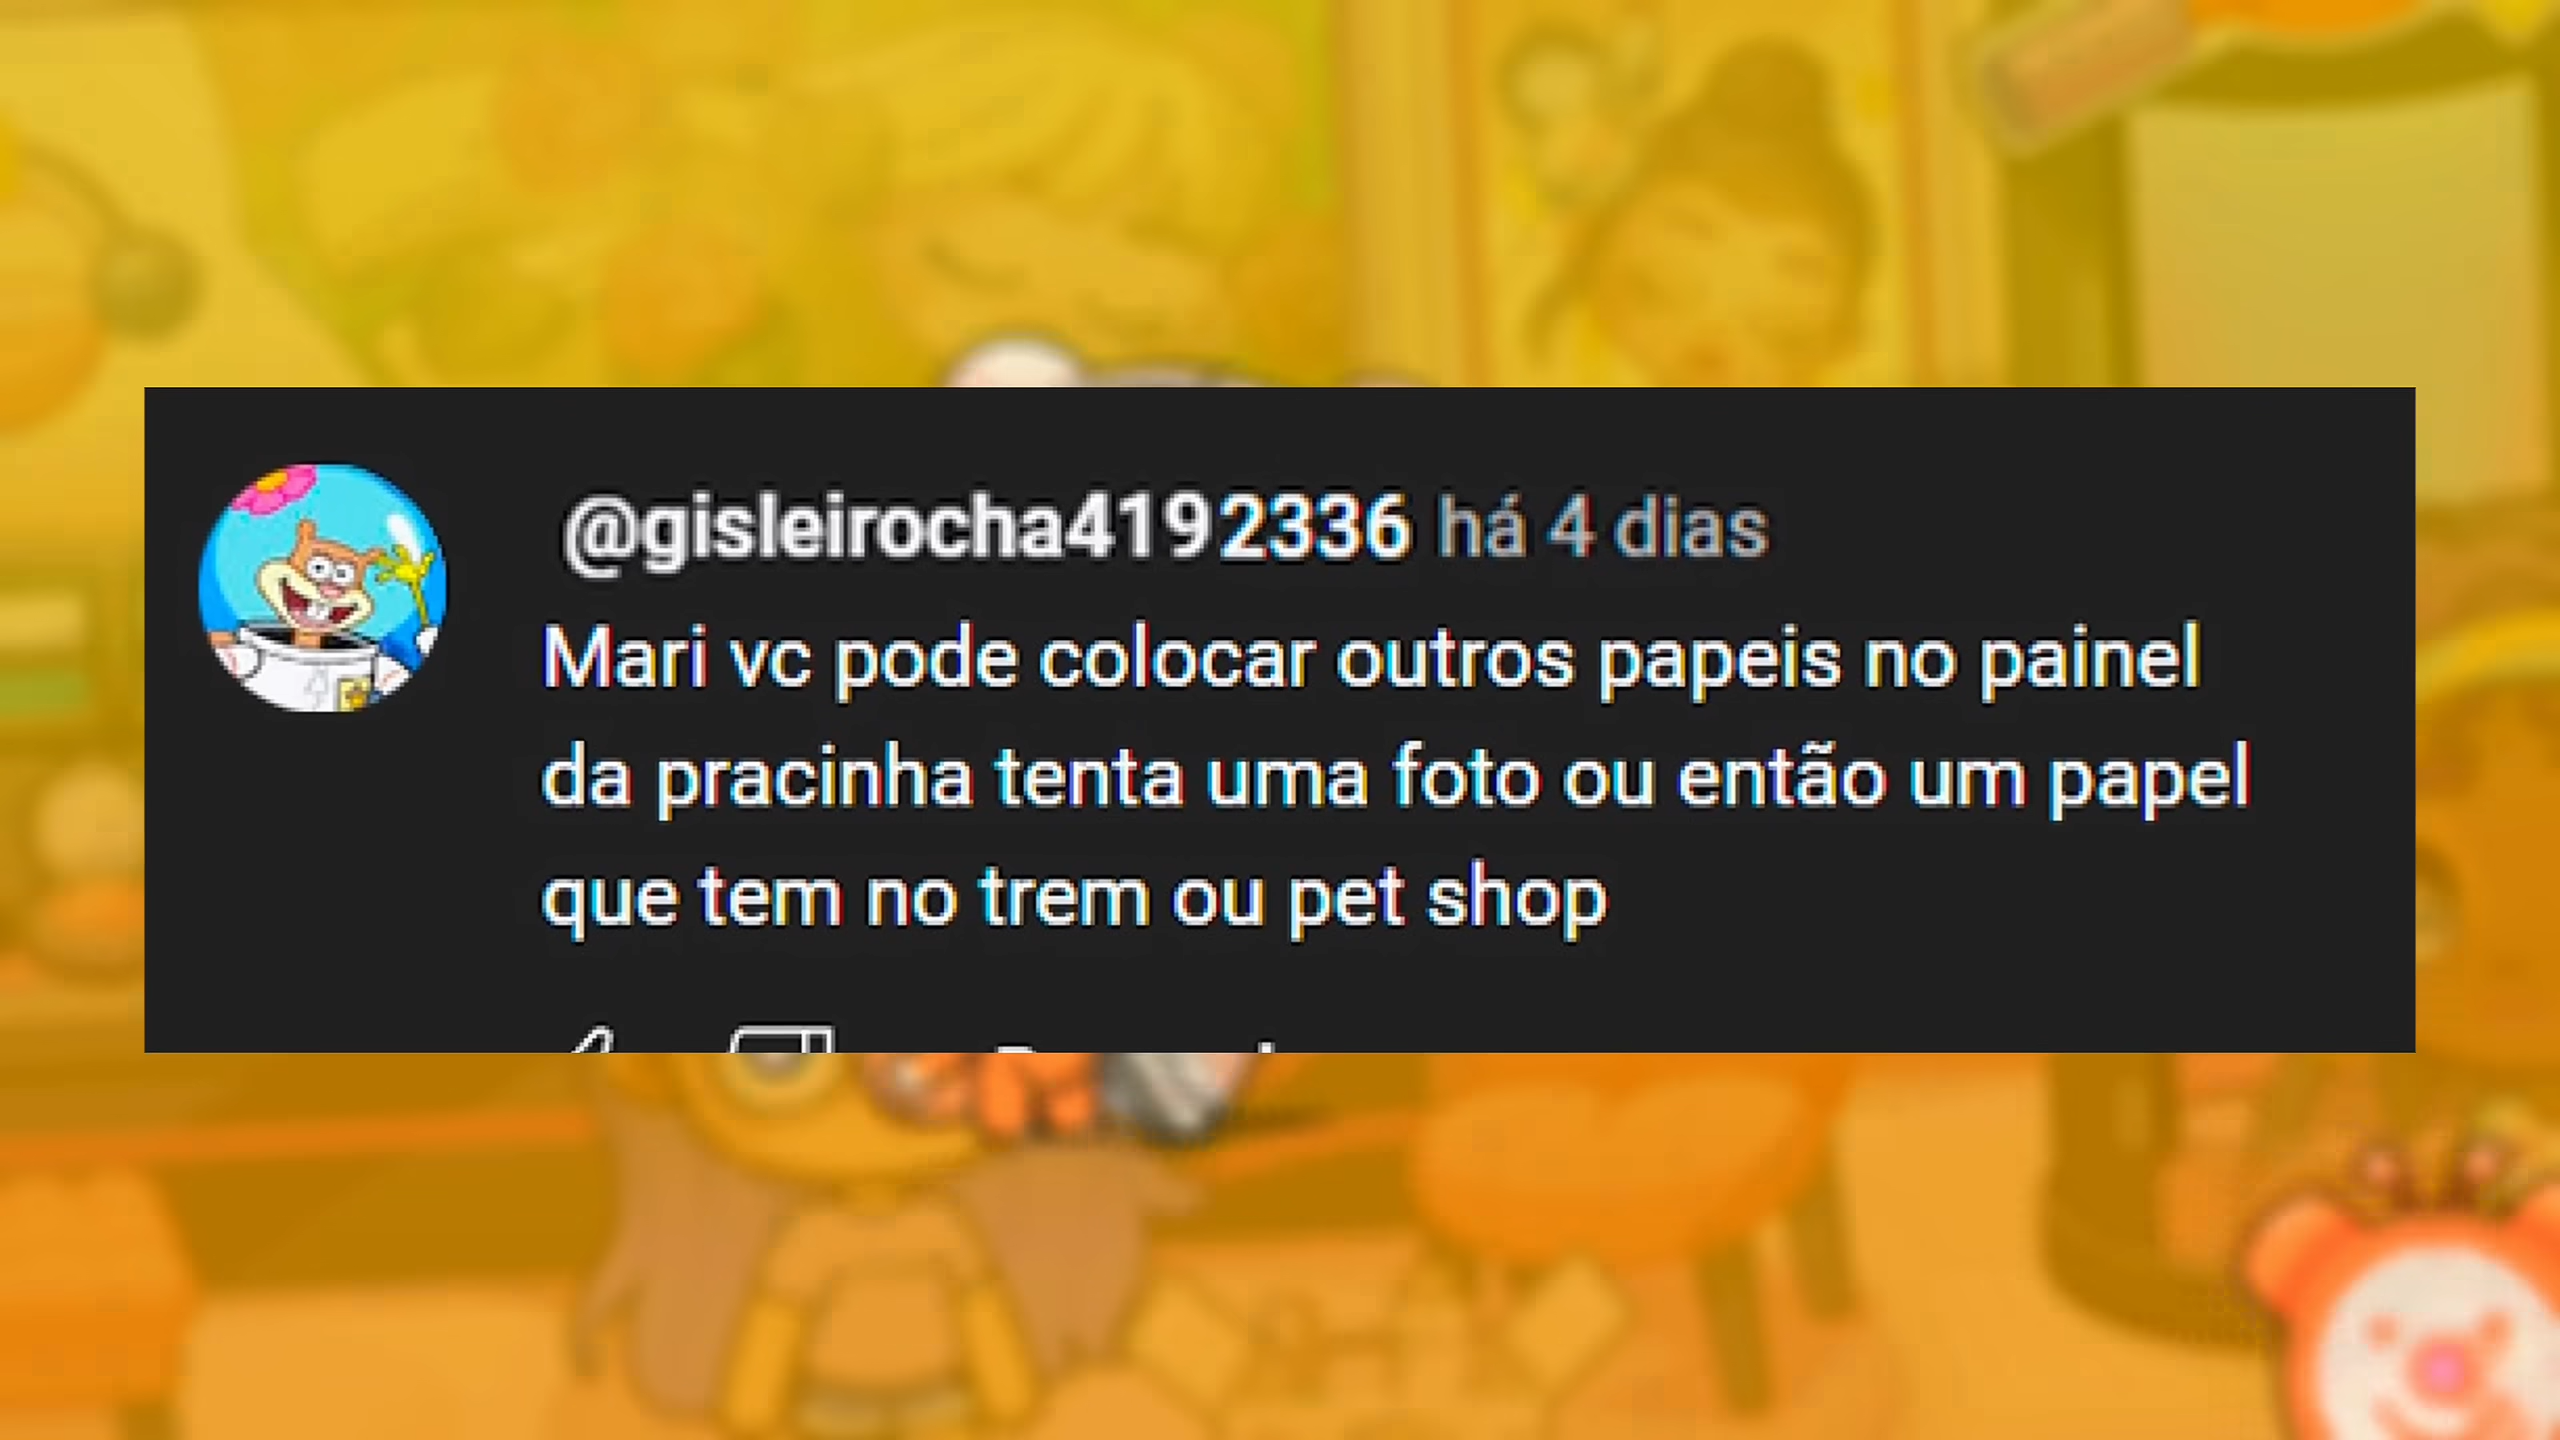 @gisleirocha4192336 há 4 dias
Mari vc pode colocar outros papeis no painel
da pracinha tenta uma foto ou então um papel
que tem no trem ou pet shop